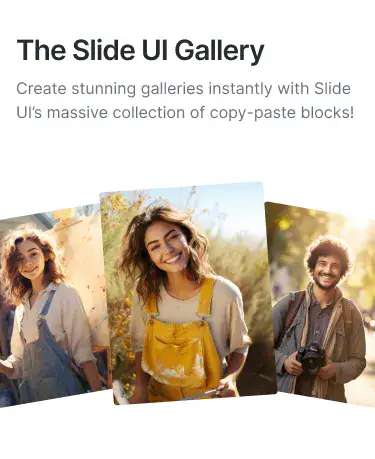 The Slide UI Gallery
Create stunning galleries instantly with Slide
UI’s massive collection of copy-paste blocks!